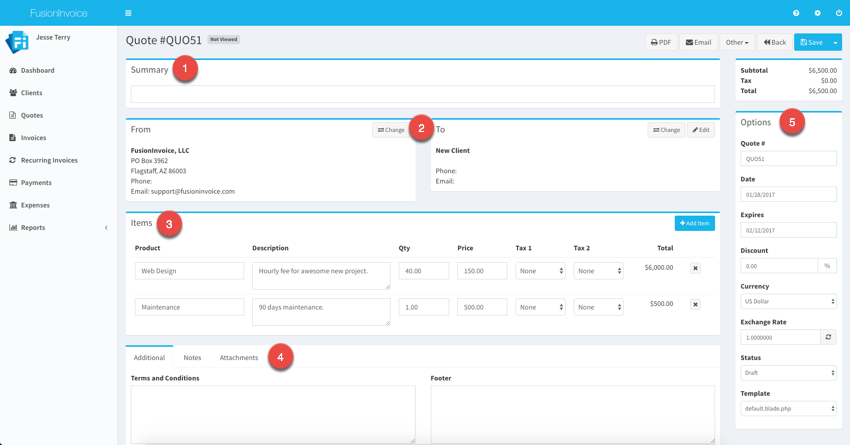 FusionInvoice
Fi
Jesse Terry
Dashboard
Clients
Quotes
Invoices
Recurring Invoices
Payments
Expenses
Reports
Quote #QUO51 Not Viewed
PDF Email Other Back Save
Summary 1
From Change 2
FusionInvoice, LLC
PO Box 3962
Flagstaff, AZ 86003
Phone:
Email: support@fusioninvoice.com
To Change Edit
New Client
Phone:
Email:
Items 3 Add Item
Product Description Qty Price Tax 1 Tax 2 Total
Web Design Hourly fee for awesome new project. 40.00 150.00 None None $6,000.00
Maintenance 90 days maintenance. 1.00 500.00 None None $500.00
Additional Notes Attachments 4
Terms and Conditions Footer
Subtotal $6,500.00
Tax $0.00
Total $6,500.00
Options 5
Quote #
QUO51
Date
01/28/2017
Expires
02/12/2017
Discount
0.00 %
Currency
US Dollar
Exchange Rate
1.0000000
Status
Draft
Template
default.blade.php